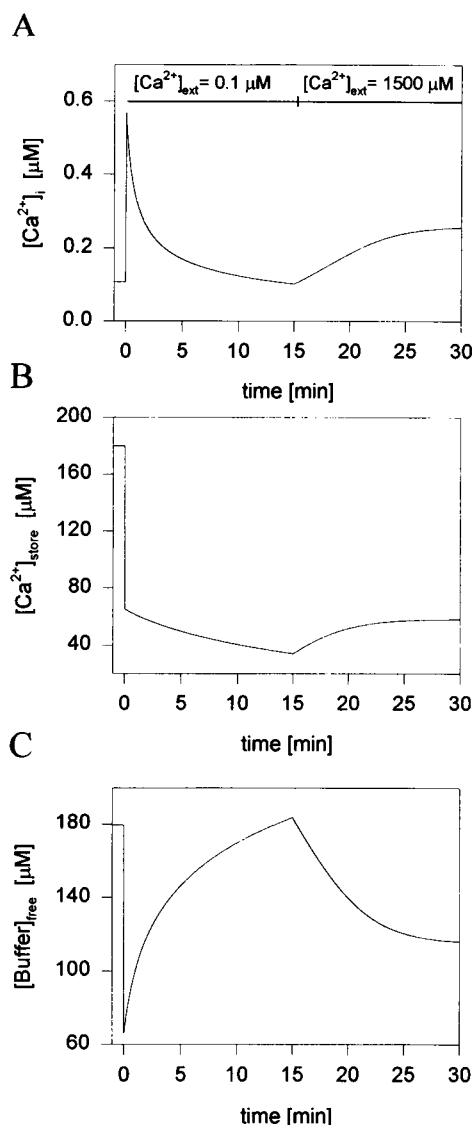 A
[Ca²⁺]ext= 0.1 µM [Ca²⁺]ext= 1500 µM
[Ca²⁺]i [µM]
0.6
0.4
0.2
0.0
0 5 10 15 20 25 30
time [min]
B
[Ca²⁺]store [µM]
200
160
120
80
40
0 5 10 15 20 25 30
time [min]
C
[Buffer]free [µM]
180
140
100
60
0 5 10 15 20 25 30
time [min]